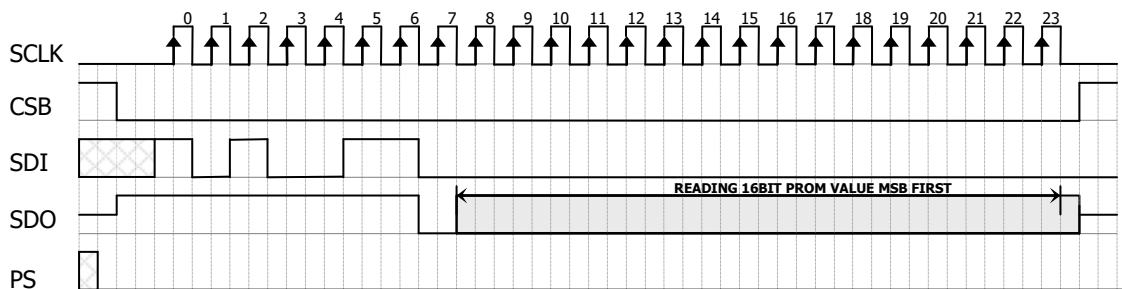 0 1 2 3 4 5 6 7 8 9 10 11 12 13 14 15 16 17 18 19 20 21 22 23
SCLK
CSB
SDI
READING 16BIT PROM VALUE MSB FIRST
SDO
PS